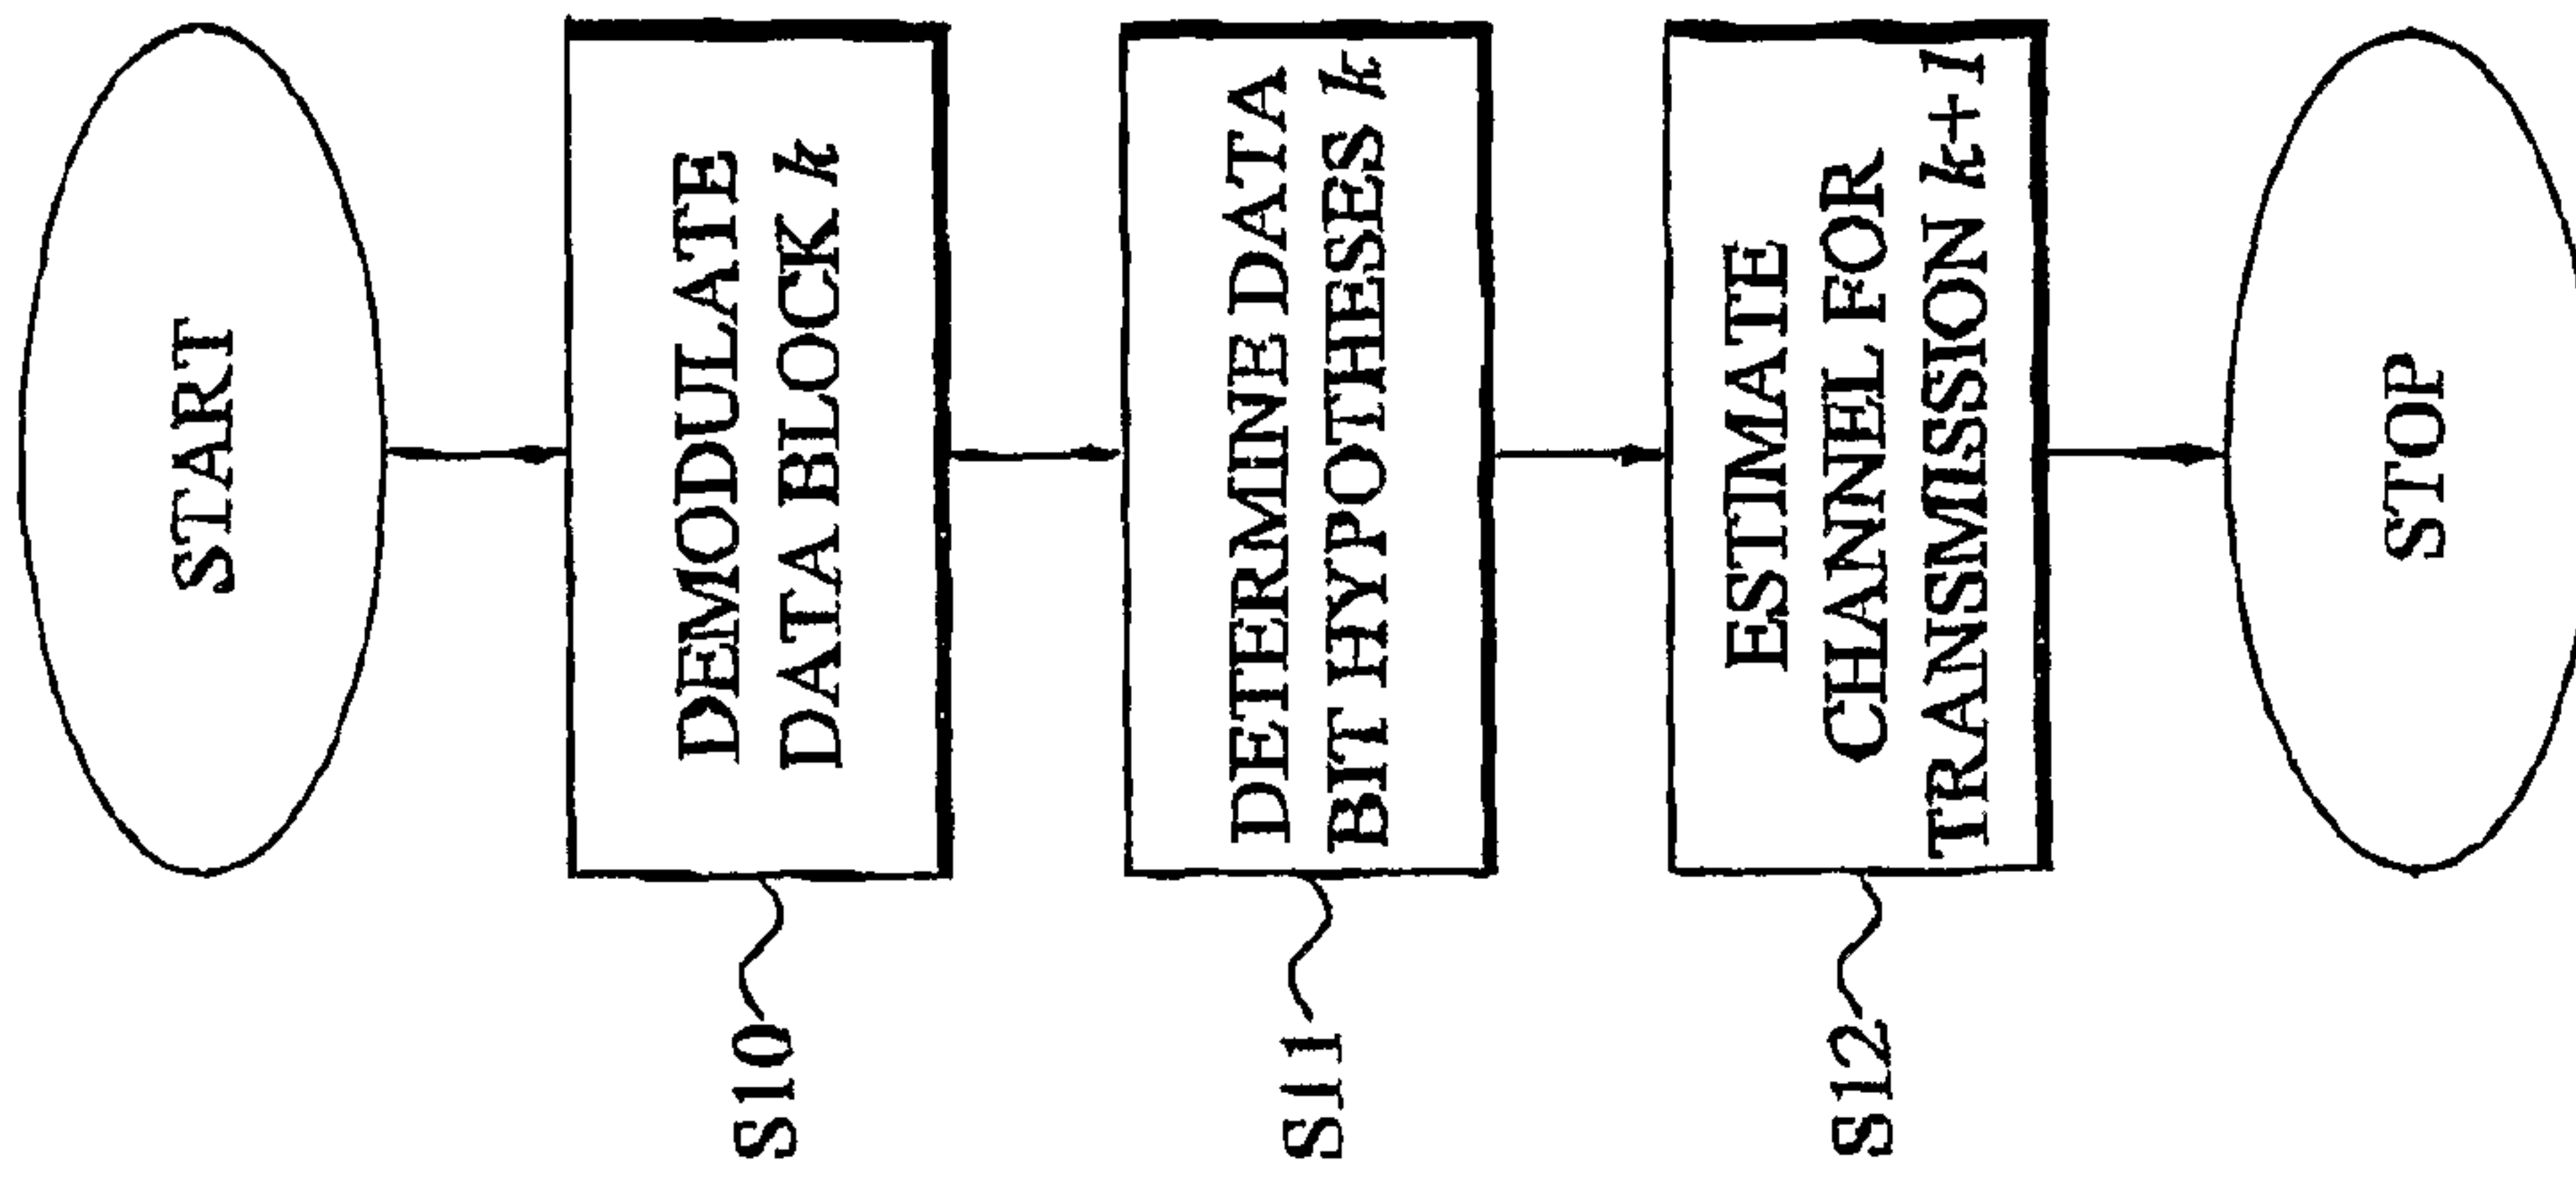 START
DEMODULATE
DATA BLOCK k
S10
DETERMINE DATA
BIT HYPOTHESES k
S11
ESTIMATE
CHANNEL FOR
TRANSMISSION k+1
S12
STOP